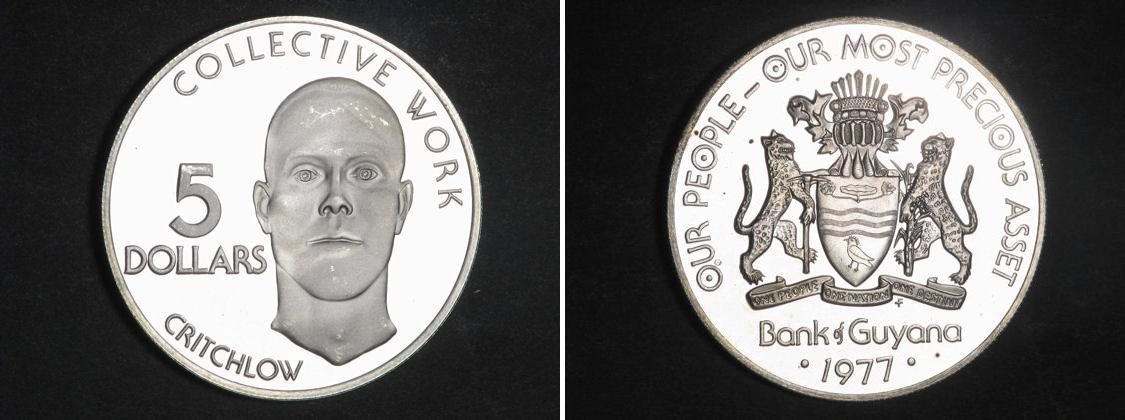 COLLECTIVE WORK
5
DOLLARS
CRITCHLOW
OUR PEOPLE – OUR MOST PRECIOUS ASSET
ONE PEOPLE ONE NATION ONE DESTINY
Bank of Guyana
• 1977 •